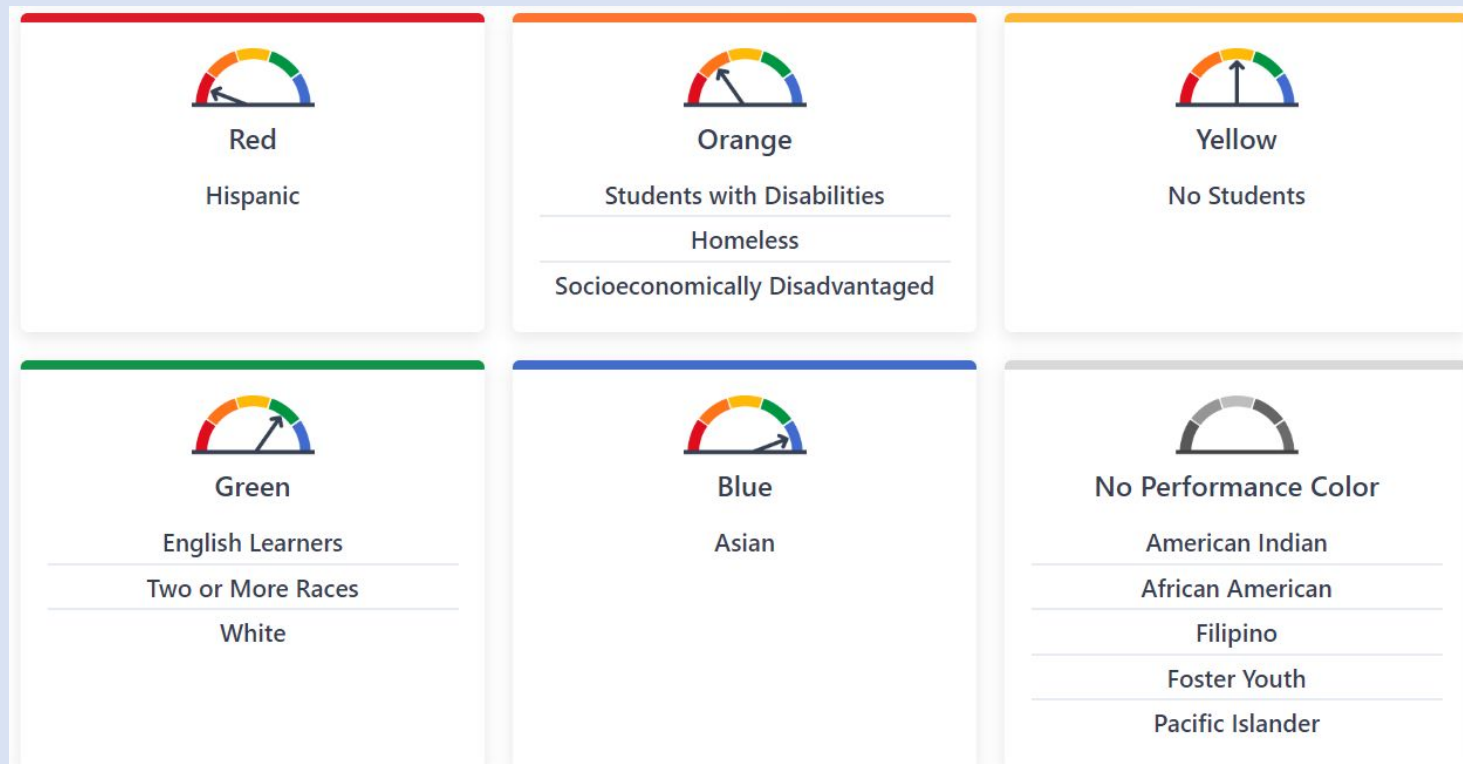 Red
Hispanic
Orange
Students with Disabilities
Homeless
Socioeconomically Disadvantaged
Yellow
No Students
Green
English Learners
Two or More Races
White
Blue
Asian
No Performance Color
American Indian
African American
Filipino
Foster Youth
Pacific Islander